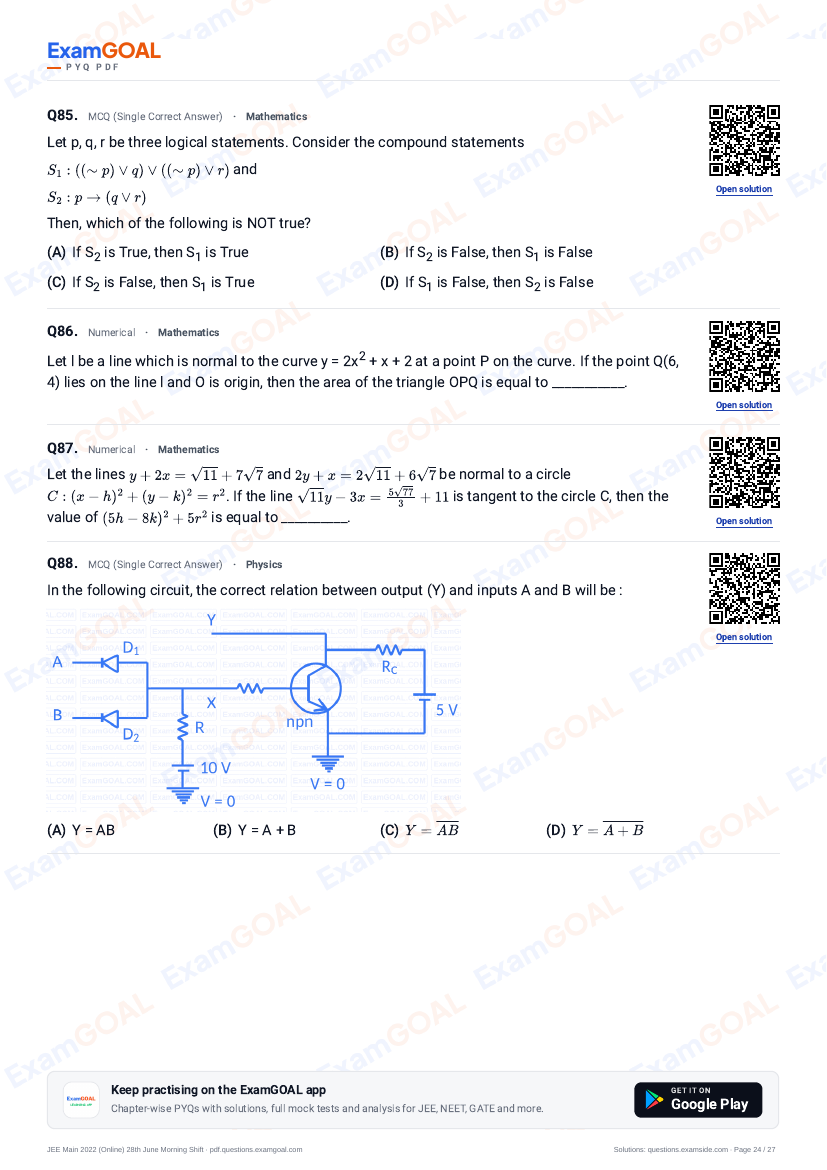 ExamGOAL
PYQ PDF
Q85. MCQ (Single Correct Answer) · Mathematics
Let p, q, r be three logical statements. Consider the compound statements
S₁ : ((∼ p) ∨ q) ∨ ((∼ p) ∨ r) and
S₂ : p → (q ∨ r)
Then, which of the following is NOT true?
(A) If S₂ is True, then S₁ is True (B) If S₂ is False, then S₁ is False
(C) If S₂ is False, then S₁ is True (D) If S₁ is False, then S₂ is False
Open solution
Q86. Numerical · Mathematics
Let l be a line which is normal to the curve y = 2x² + x + 2 at a point P on the curve. If the point Q(6,
4) lies on the line l and O is origin, then the area of the triangle OPQ is equal to ___________.
Open solution
Q87. Numerical · Mathematics
Let the lines y + 2x = √11 + 7√7 and 2y + x = 2√11 + 6√7 be normal to a circle
C : (x − h)² + (y − k)² = r². If the line √11y − 3x = 5√77/3 + 11 is tangent to the circle C, then the
value of (5h − 8k)² + 5r² is equal to __________.
Open solution
Q88. MCQ (Single Correct Answer) · Physics
In the following circuit, the correct relation between output (Y) and inputs A and B will be :
Open solution
Y
A D₁
R_C
X
B D₂
R
npn
5 V
10 V
V = 0
V = 0
(A) Y = AB (B) Y = A + B (C) Y = A̅B̅ (D) Y = A̅ ̅+̅ ̅B̅
Keep practising on the ExamGOAL app
Chapter-wise PYQs with solutions, full mock tests and analysis for JEE, NEET, GATE and more.
GET IT ON
Google Play
JEE Main 2022 (Online) 28th June Morning Shift · pdf.questions.examgoal.com Solutions: questions.examside.com · Page 24 / 27